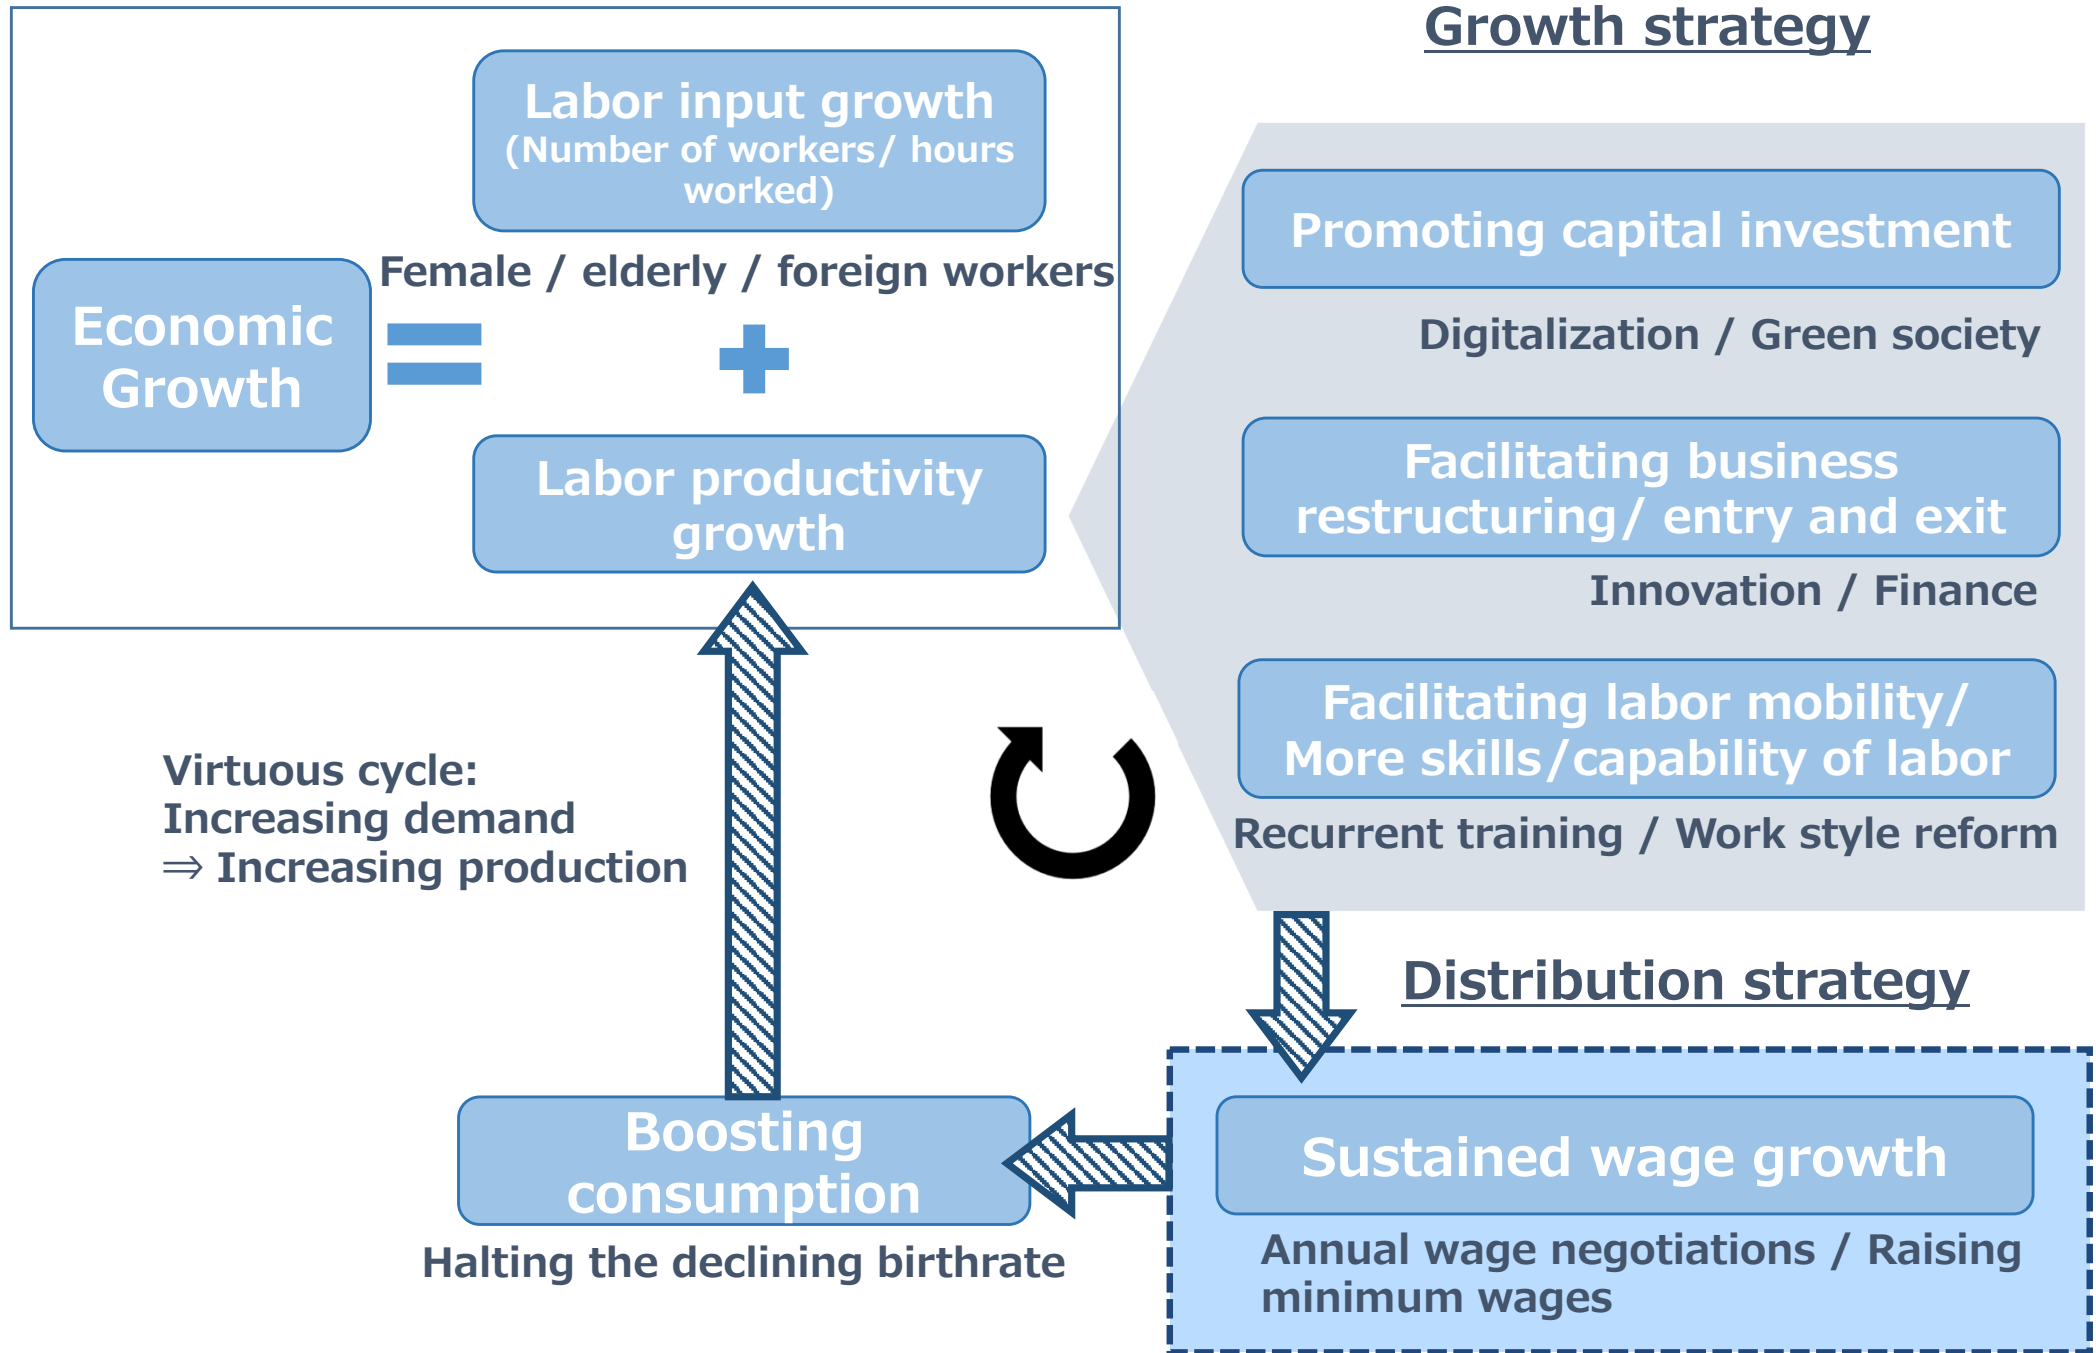 Growth strategy
Labor input growth
(Number of workers/ hours
worked)
Female / elderly / foreign workers
Economic
Growth
=
+
Labor productivity
growth
Promoting capital investment
Digitalization / Green society
Facilitating business
restructuring/ entry and exit
Innovation / Finance
Facilitating labor mobility/
More skills/capability of labor
Recurrent training / Work style reform
Virtuous cycle:
Increasing demand
⇒ Increasing production
Distribution strategy
Sustained wage growth
Annual wage negotiations / Raising
minimum wages
Boosting
consumption
Halting the declining birthrate